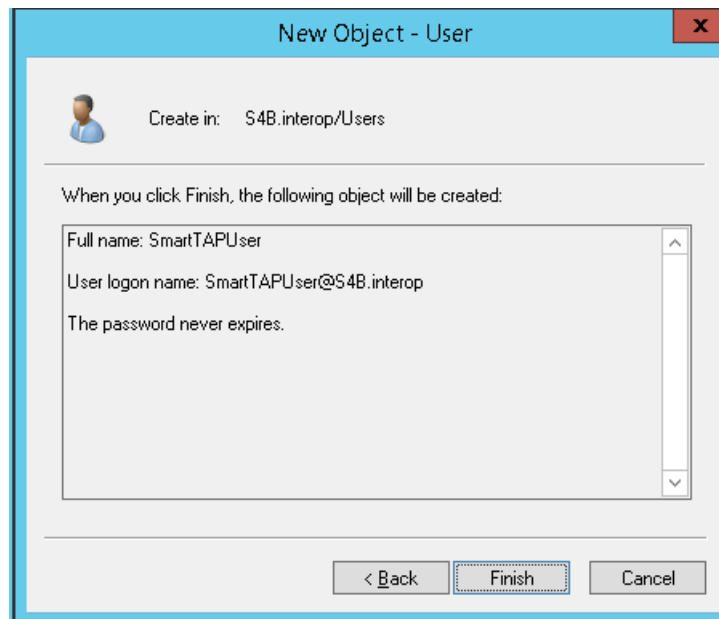 New Object - User
x
Create in: S4B.interop/Users
When you click Finish, the following object will be created:
Full name: SmartTAPUser
User logon name: SmartTAPUser@S4B.interop
The password never expires.
< Back Finish Cancel